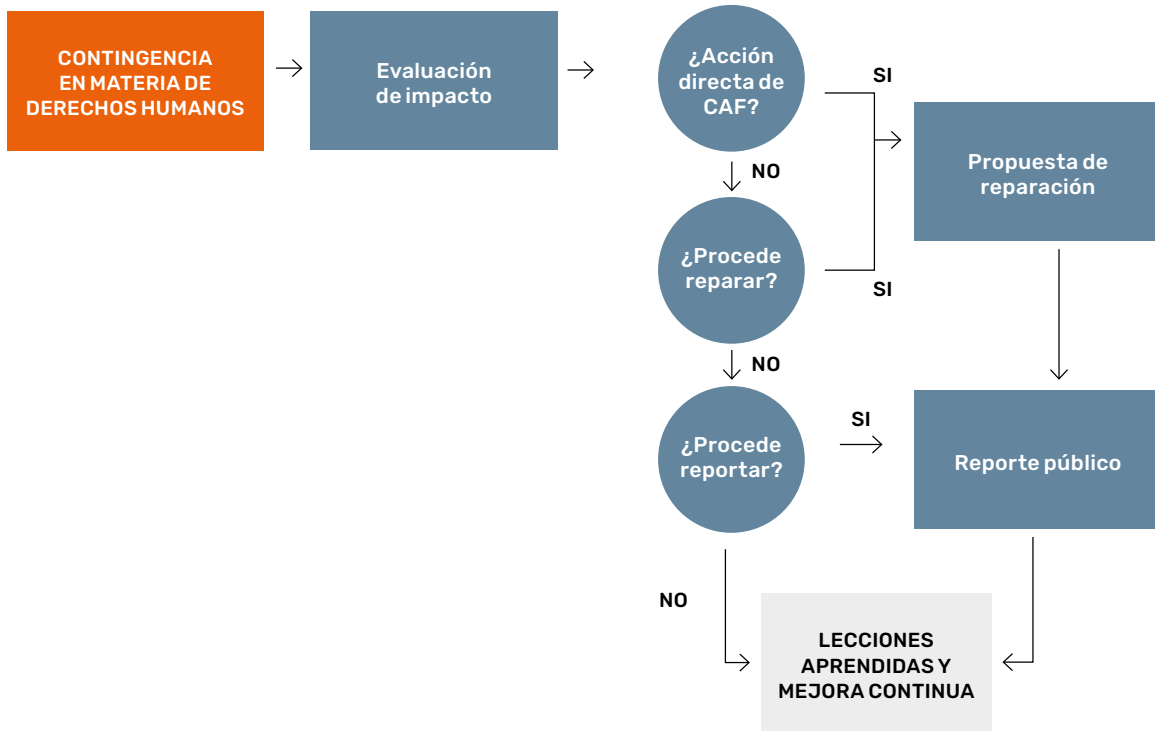 CONTINGENCIA
EN MATERIA DE
DERECHOS HUMANOS
Evaluación
de impacto
¿Acción
directa de
CAF?
SI
NO
Propuesta de
reparación
¿Procede
reparar?
SI
NO
¿Procede
reportar?
SI
Reporte público
NO
LECCIONES
APRENDIDAS Y
MEJORA CONTINUA